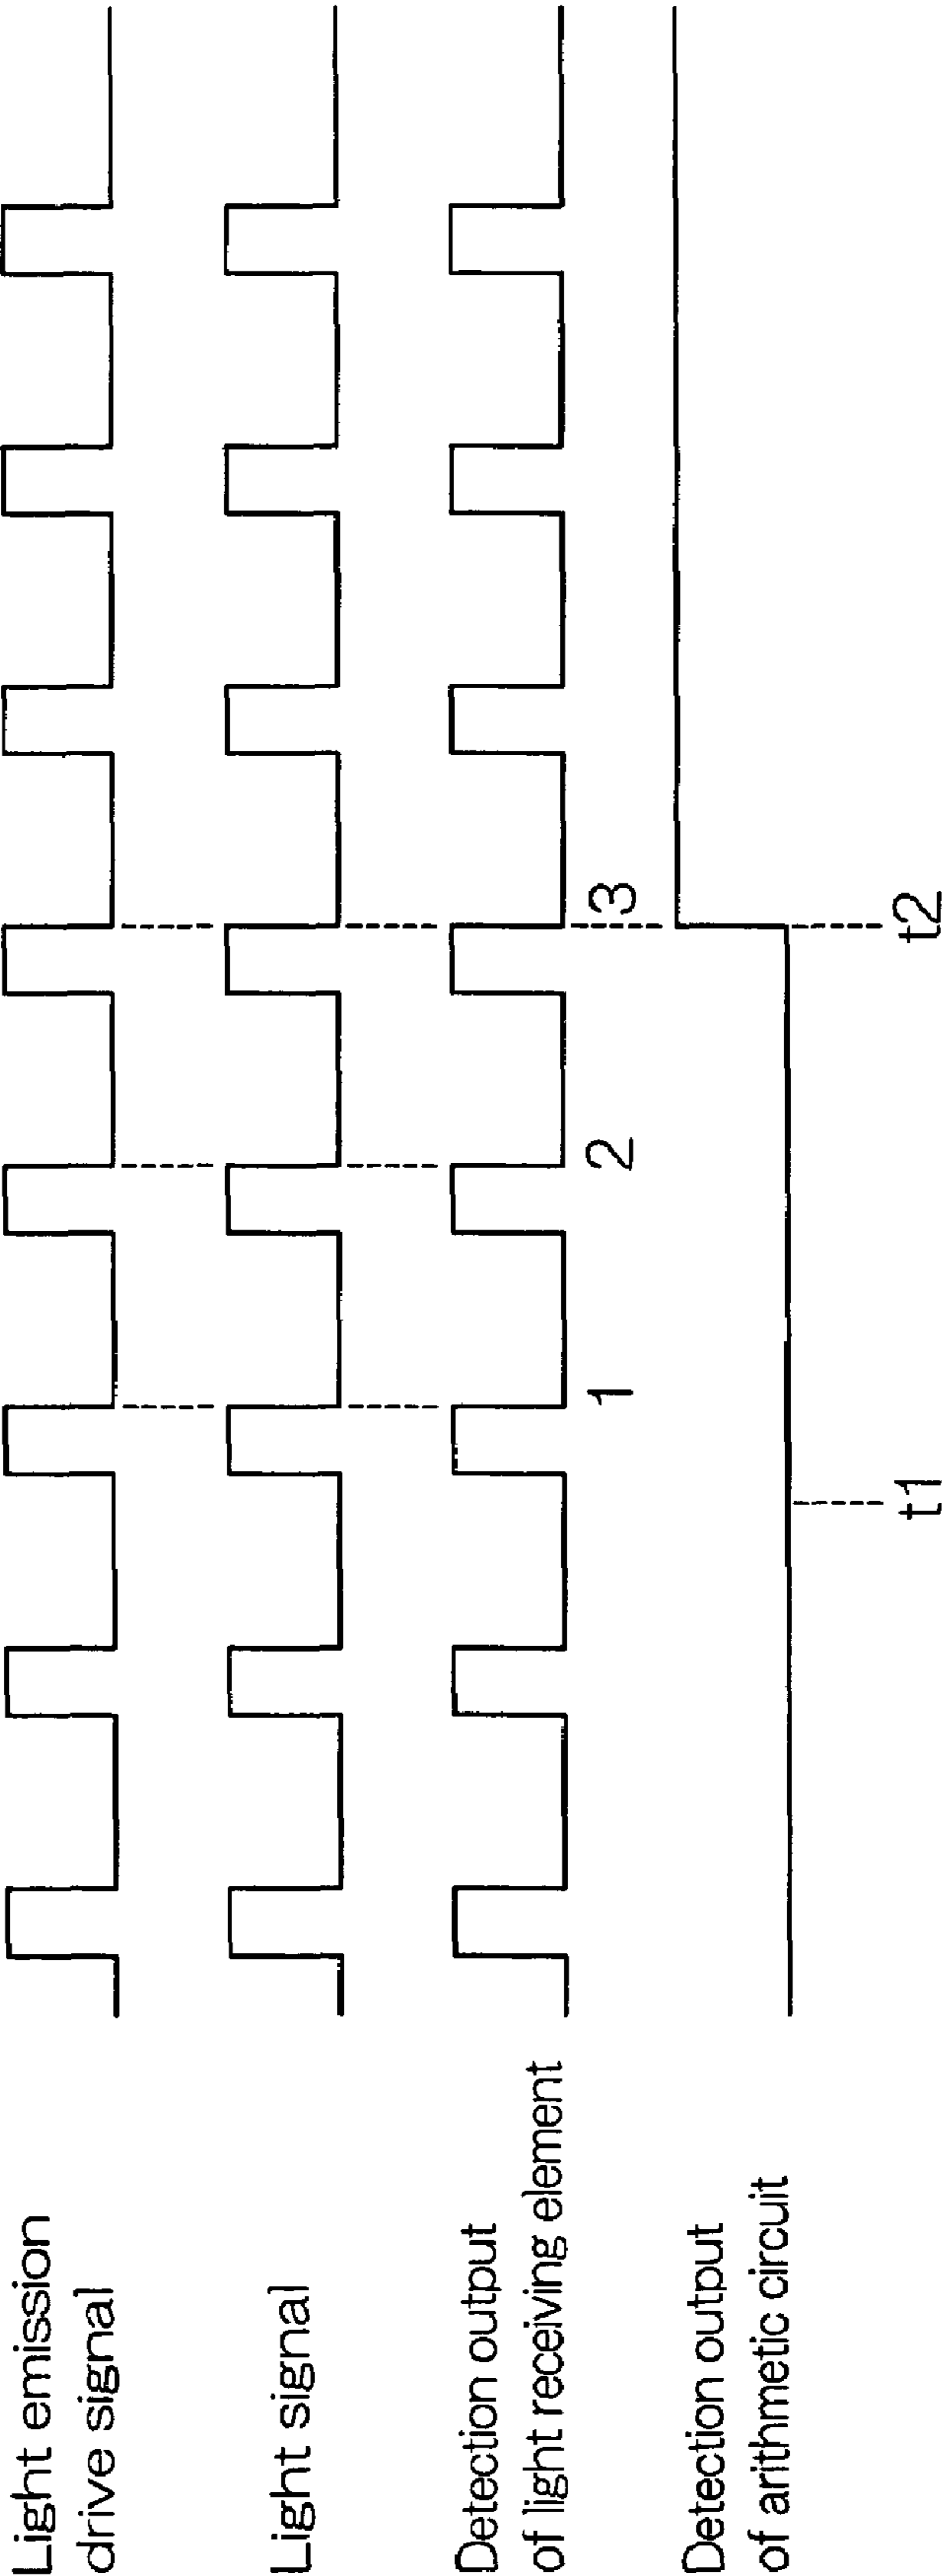 Light emission
drive signal
Light signal
Detection output
of light receiving element
1
2
3
Detection output
of arithmetic circuit
t1
t2